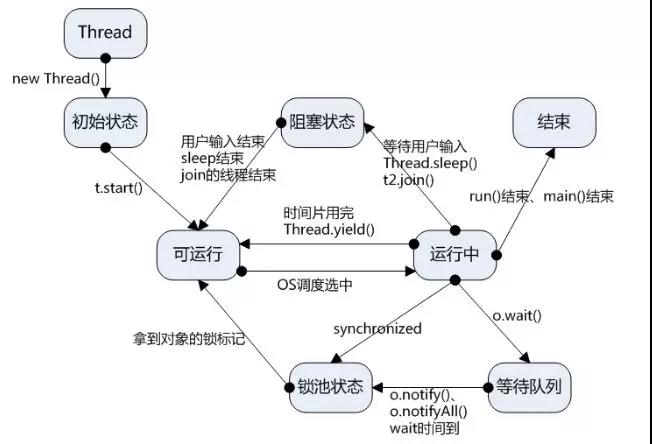 Thread
new Thread()
初始状态
阻塞状态
结束
用户输入结束
sleep结束
join的线程结束
等待用户输入
Thread.sleep()
t2.join()
t.start()
run()结束、main()结束
时间片用完
Thread.yield()
可运行
运行中
OS调度选中
synchronized
o.wait()
拿到对象的锁标记
锁池状态
o.notify()、
o.notifyAll()
wait时间到
等待队列